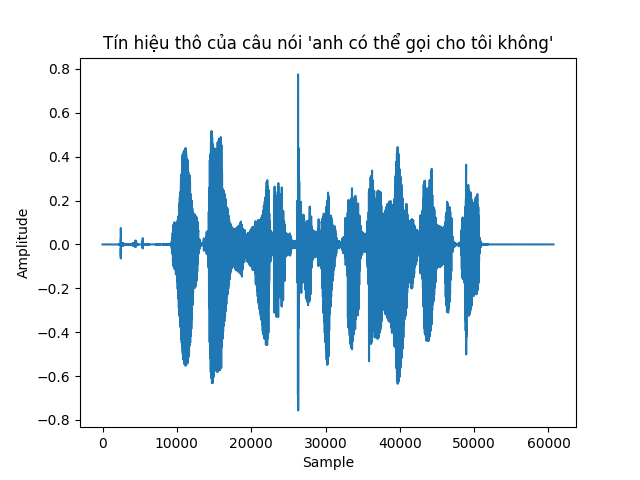 Tín hiệu thô của câu nói 'anh có thể gọi cho tôi không'
0.8
0.6
0.4
0.2
0.0
−0.2
−0.4
−0.6
−0.8
Amplitude
0 10000 20000 30000 40000 50000 60000
Sample